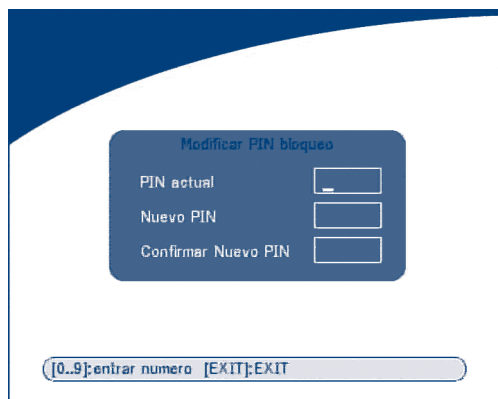 Modificar PIN bloqueo
PIN actual
Nuevo PIN
Confirmar Nuevo PIN
[0..9]:entrar numero [EXIT]:EXIT